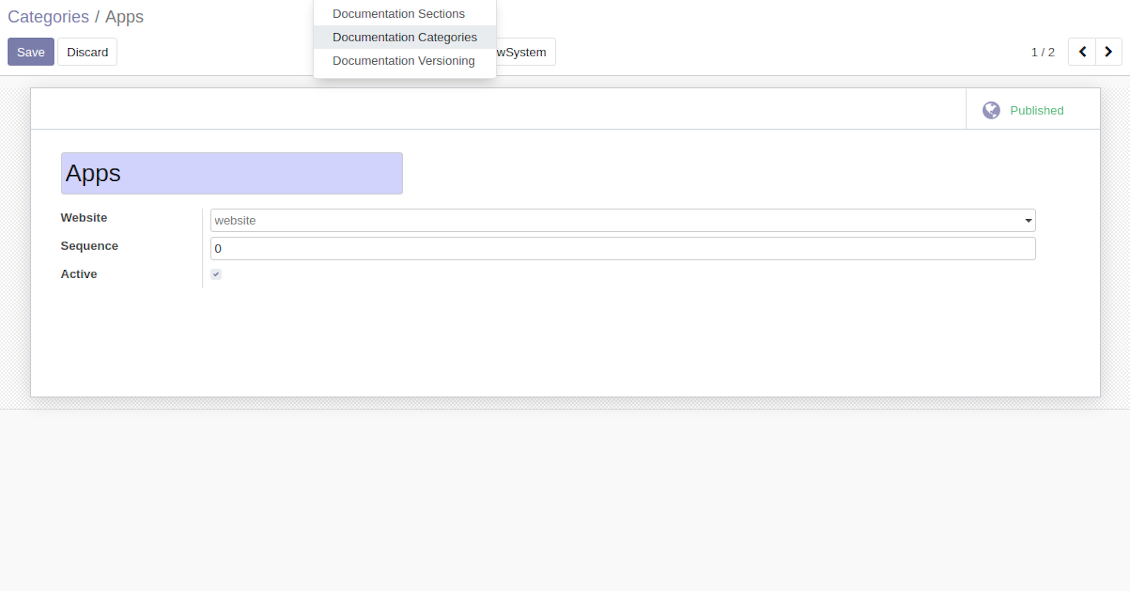 Categories / Apps
Documentation Sections
Documentation Categories
Documentation Versioning
Save
Discard
wSystem
1 / 2
Published
Apps
Website
website
Sequence
0
Active